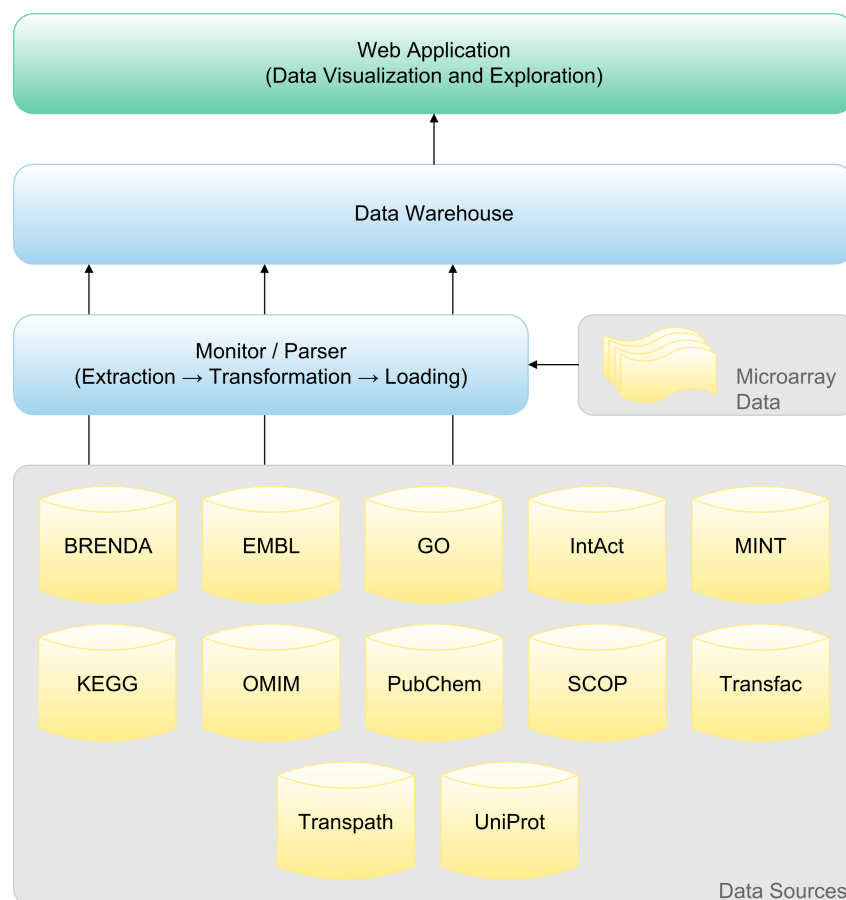 Web Application
(Data Visualization and Exploration)
Data Warehouse
Monitor / Parser
(Extraction → Transformation → Loading)
Microarray
Data
BRENDA
EMBL
GO
IntAct
MINT
KEGG
OMIM
PubChem
SCOP
Transfac
Transpath
UniProt
Data Sources